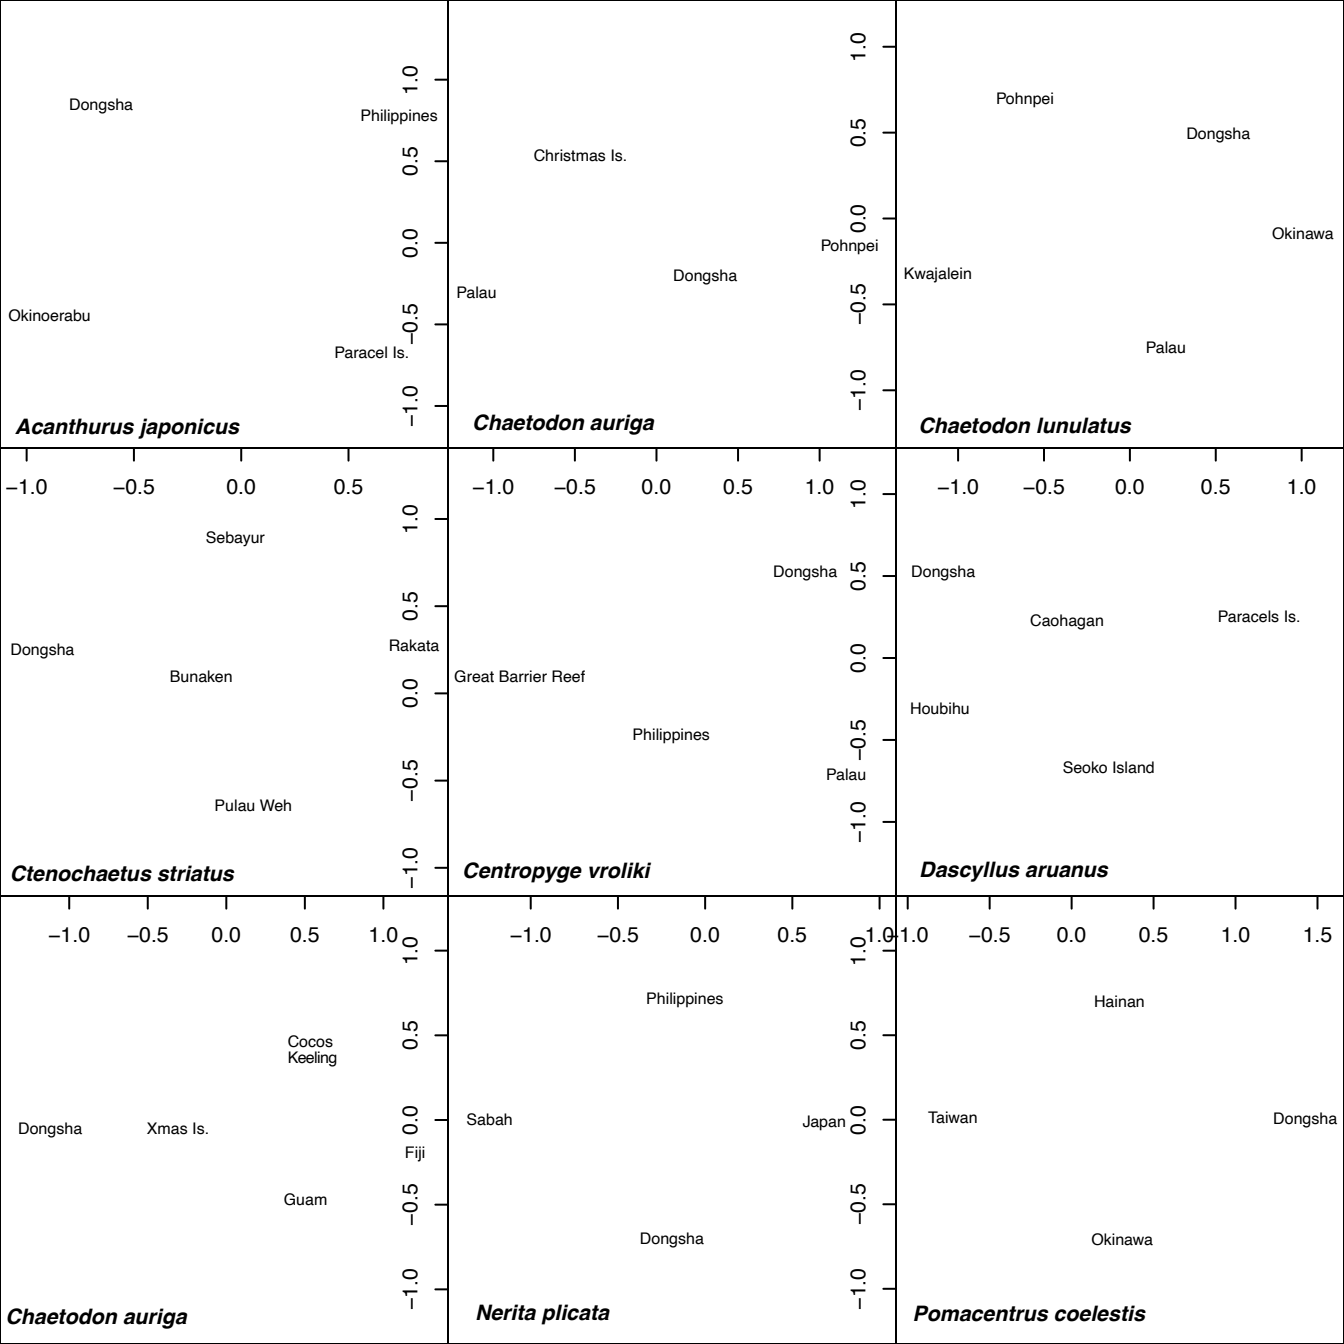 Dongsha
Philippines
Okinoerabu
Paracel Is.
Acanthurus japonicus
1.0
0.5
0.0
−0.5
−1.0
Christmas Is.
Pohnpei
Dongsha
Palau
Chaetodon auriga
1.0
0.5
0.0
−0.5
−1.0
Pohnpei
Dongsha
Okinawa
Kwajalein
Palau
Chaetodon lunulatus
−1.0 −0.5 0.0 0.5
Sebayur
Dongsha
Rakata
Bunaken
Pulau Weh
Ctenochaetus striatus
1.0
0.5
0.0
−0.5
−1.0
−1.0 −0.5 0.0 0.5 1.0
Dongsha
Great Barrier Reef
Philippines
Palau
Centropyge vroliki
1.0
0.5
0.0
−0.5
−1.0
−1.0 −0.5 0.0 0.5 1.0
Dongsha
Caohagan
Paracels Is.
Houbihu
Seoko Island
Dascyllus aruanus
−1.0 −0.5 0.0 0.5 1.0
Cocos
Keeling
Dongsha
Xmas Is.
Fiji
Guam
Chaetodon auriga
1.0
0.5
0.0
−0.5
−1.0
−1.0 −0.5 0.0 0.5 1.0
Philippines
Sabah
Japan
Dongsha
Nerita plicata
1.0
0.5
0.0
−0.5
−1.0
−1.0 −0.5 0.0 0.5 1.0 1.5
Hainan
Taiwan
Dongsha
Okinawa
Pomacentrus coelestis